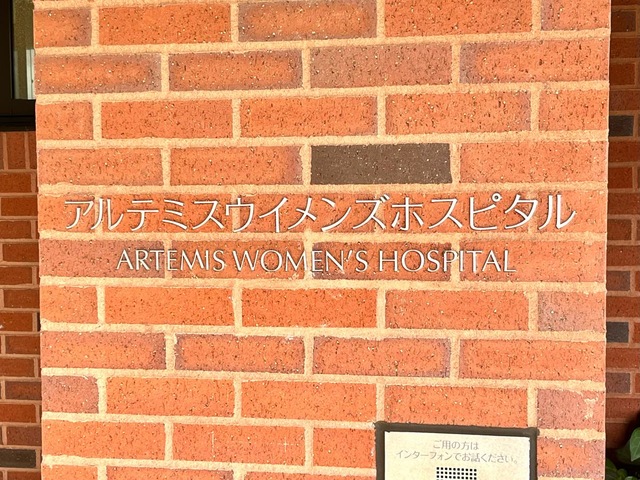 アルテミスウイメンズホスピタル
ARTEMIS WOMEN'S HOSPITAL
ご用の方は
インターフォンでお話ください。